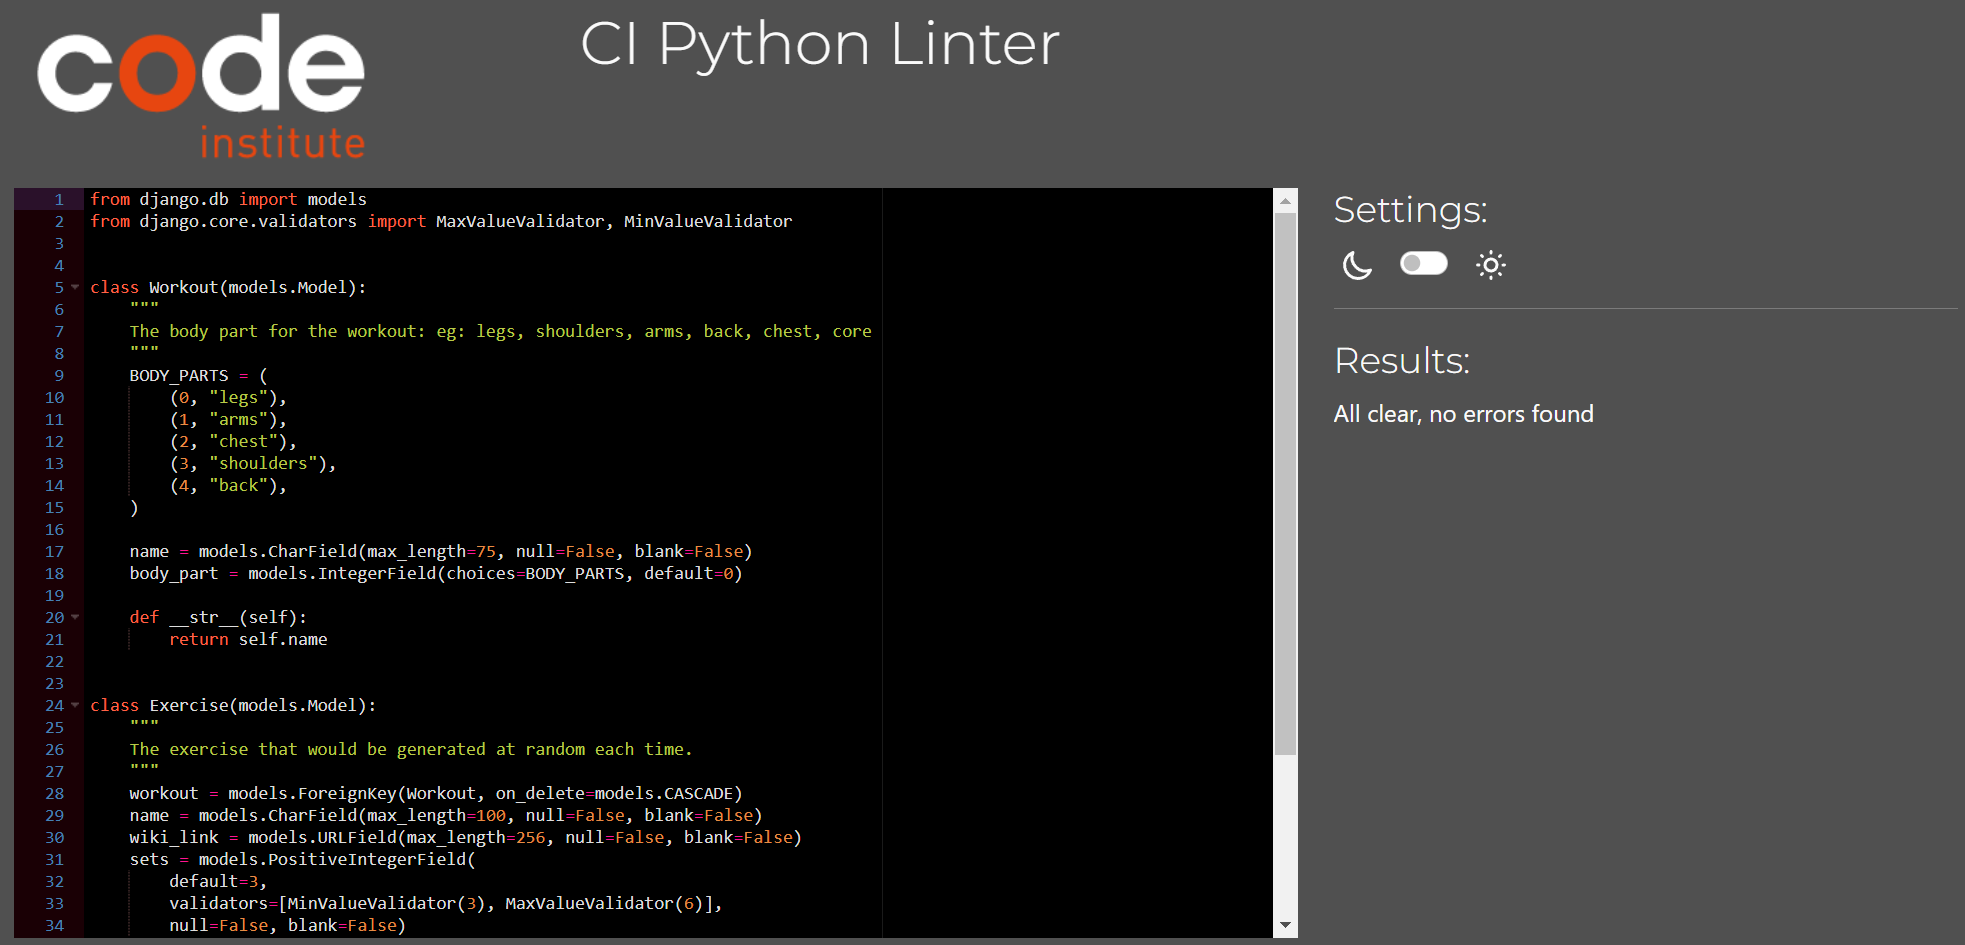 code
institute
CI Python Linter
1 from django.db import models
2 from django.core.validators import MaxValueValidator, MinValueValidator
3
4
5 class Workout(models.Model):
6     """
7     The body part for the workout: eg: legs, shoulders, arms, back, chest, core
8     """
9     BODY_PARTS = (
10         (0, "legs"),
11         (1, "arms"),
12         (2, "chest"),
13         (3, "shoulders"),
14         (4, "back"),
15     )
16
17     name = models.CharField(max_length=75, null=False, blank=False)
18     body_part = models.IntegerField(choices=BODY_PARTS, default=0)
19
20     def __str__(self):
21         return self.name
22
23
24 class Exercise(models.Model):
25     """
26     The exercise that would be generated at random each time.
27     """
28     workout = models.ForeignKey(Workout, on_delete=models.CASCADE)
29     name = models.CharField(max_length=100, null=False, blank=False)
30     wiki_link = models.URLField(max_length=256, null=False, blank=False)
31     sets = models.PositiveIntegerField(
32         default=3,
33         validators=[MinValueValidator(3), MaxValueValidator(6)],
34         null=False, blank=False)
Settings:
Results:
All clear, no errors found